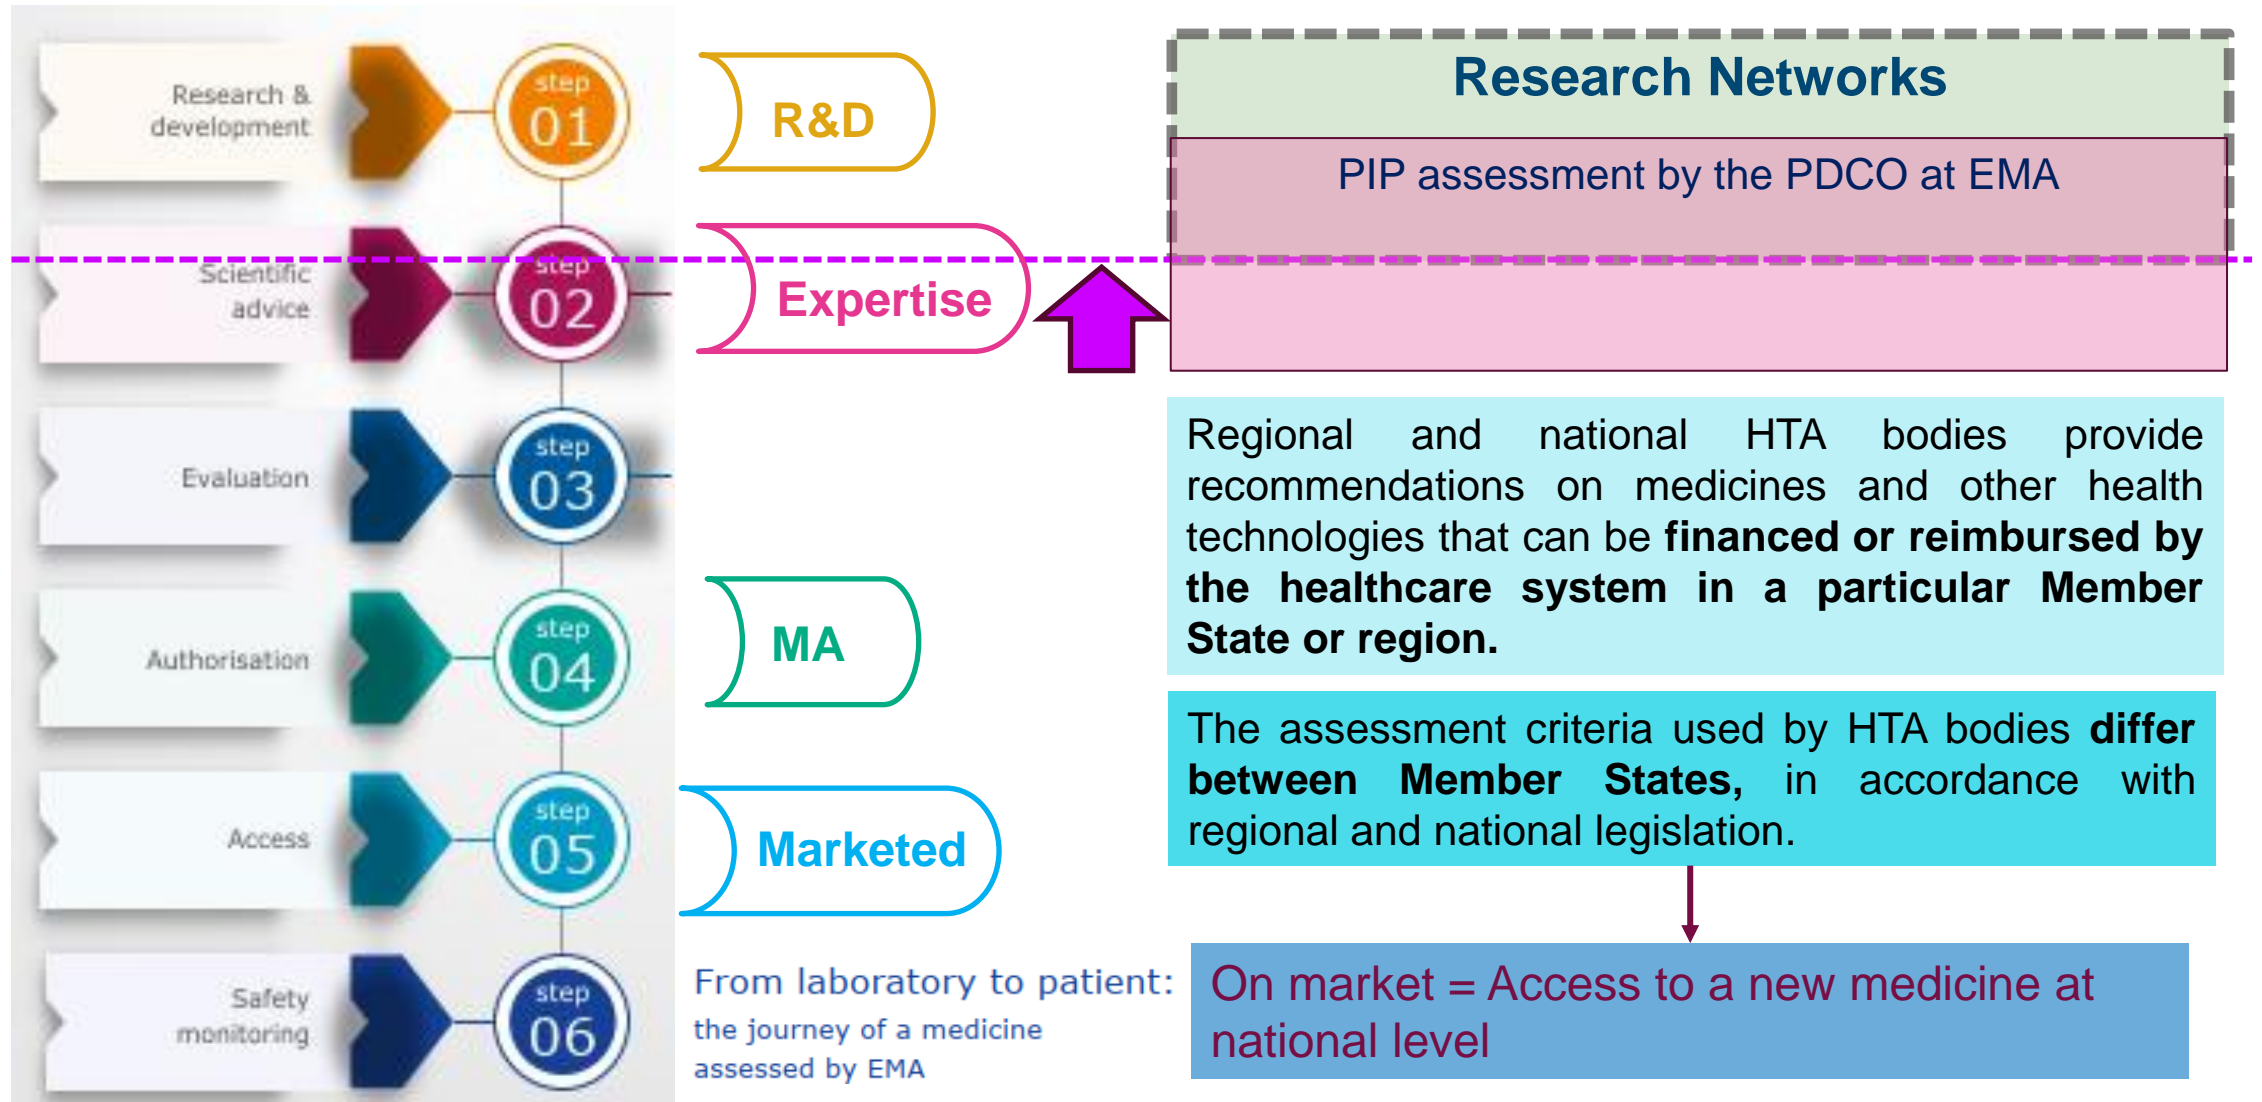 Research &
development
step
01
R&D
Research Networks
PIP assessment by the PDCO at EMA
Scientific
advice
step
02
Expertise
Evaluation
step
03
Regional and national HTA bodies provide
recommendations on medicines and other health
technologies that can be financed or reimbursed by
the healthcare system in a particular Member
State or region.
Authorisation
step
04
MA
The assessment criteria used by HTA bodies differ
between Member States, in accordance with
regional and national legislation.
Access
step
05
Marketed
Safety
monitoring
step
06
From laboratory to patient:
the journey of a medicine
assessed by EMA
On market = Access to a new medicine at
national level